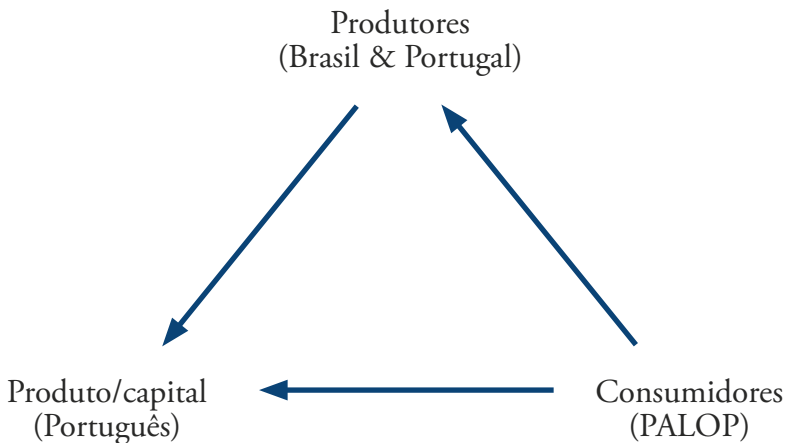 Produtores
(Brasil & Portugal)
Produto/capital
(Português)
Consumidores
(PALOP)